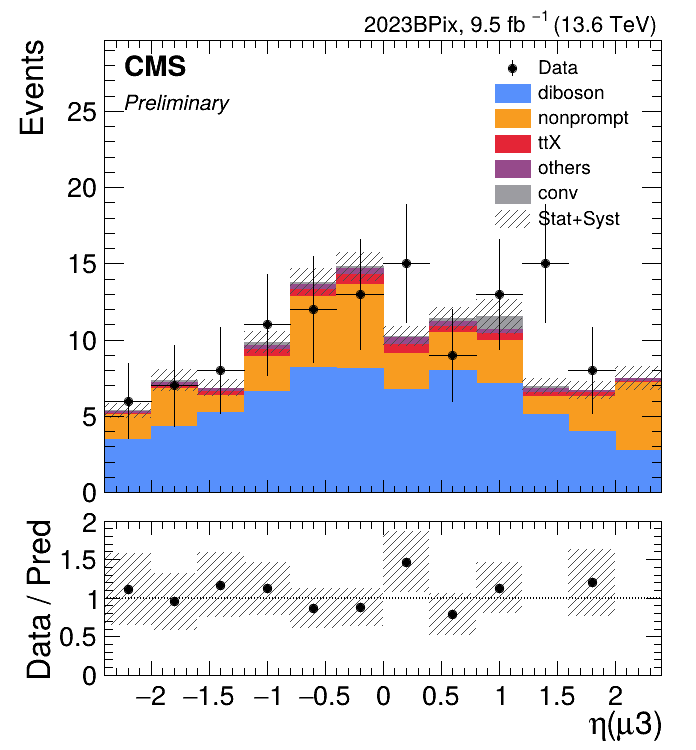 2023BPix, 9.5 fb⁻¹ (13.6 TeV)
CMS
Preliminary
Events
Data
diboson
nonprompt
ttX
others
conv
Stat+Syst
25
20
15
10
5
0
Data / Pred
2
1.5
1
0.5
0
−2 −1.5 −1 −0.5 0 0.5 1 1.5 2
η(μ3)